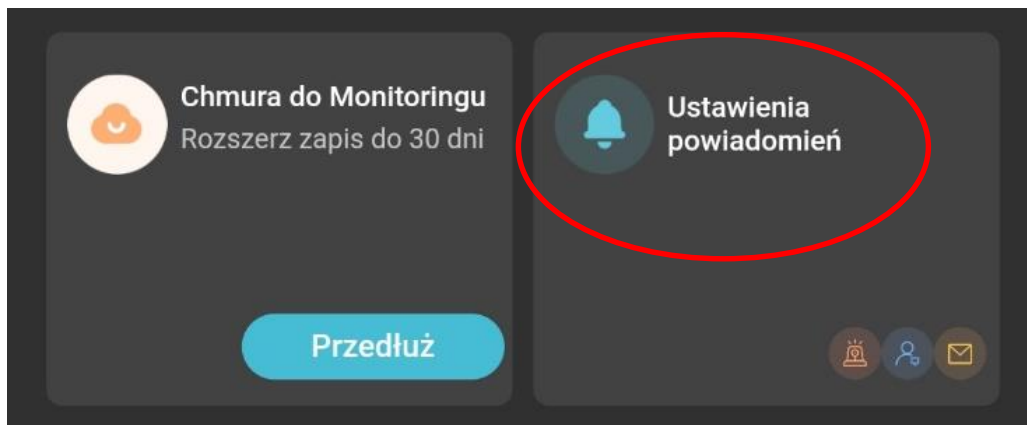 Chmura do Monitoringu
Rozszerz zapis do 30 dni
Przedłuż
Ustawienia
powiadomień